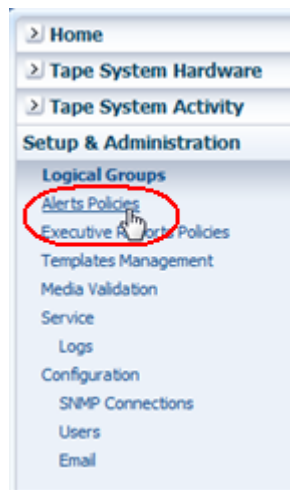 Home
Tape System Hardware
Tape System Activity
Setup & Administration
Logical Groups
Alerts Policies
Executive Reports Policies
Templates Management
Media Validation
Service
Logs
Configuration
SNMP Connections
Users
Email